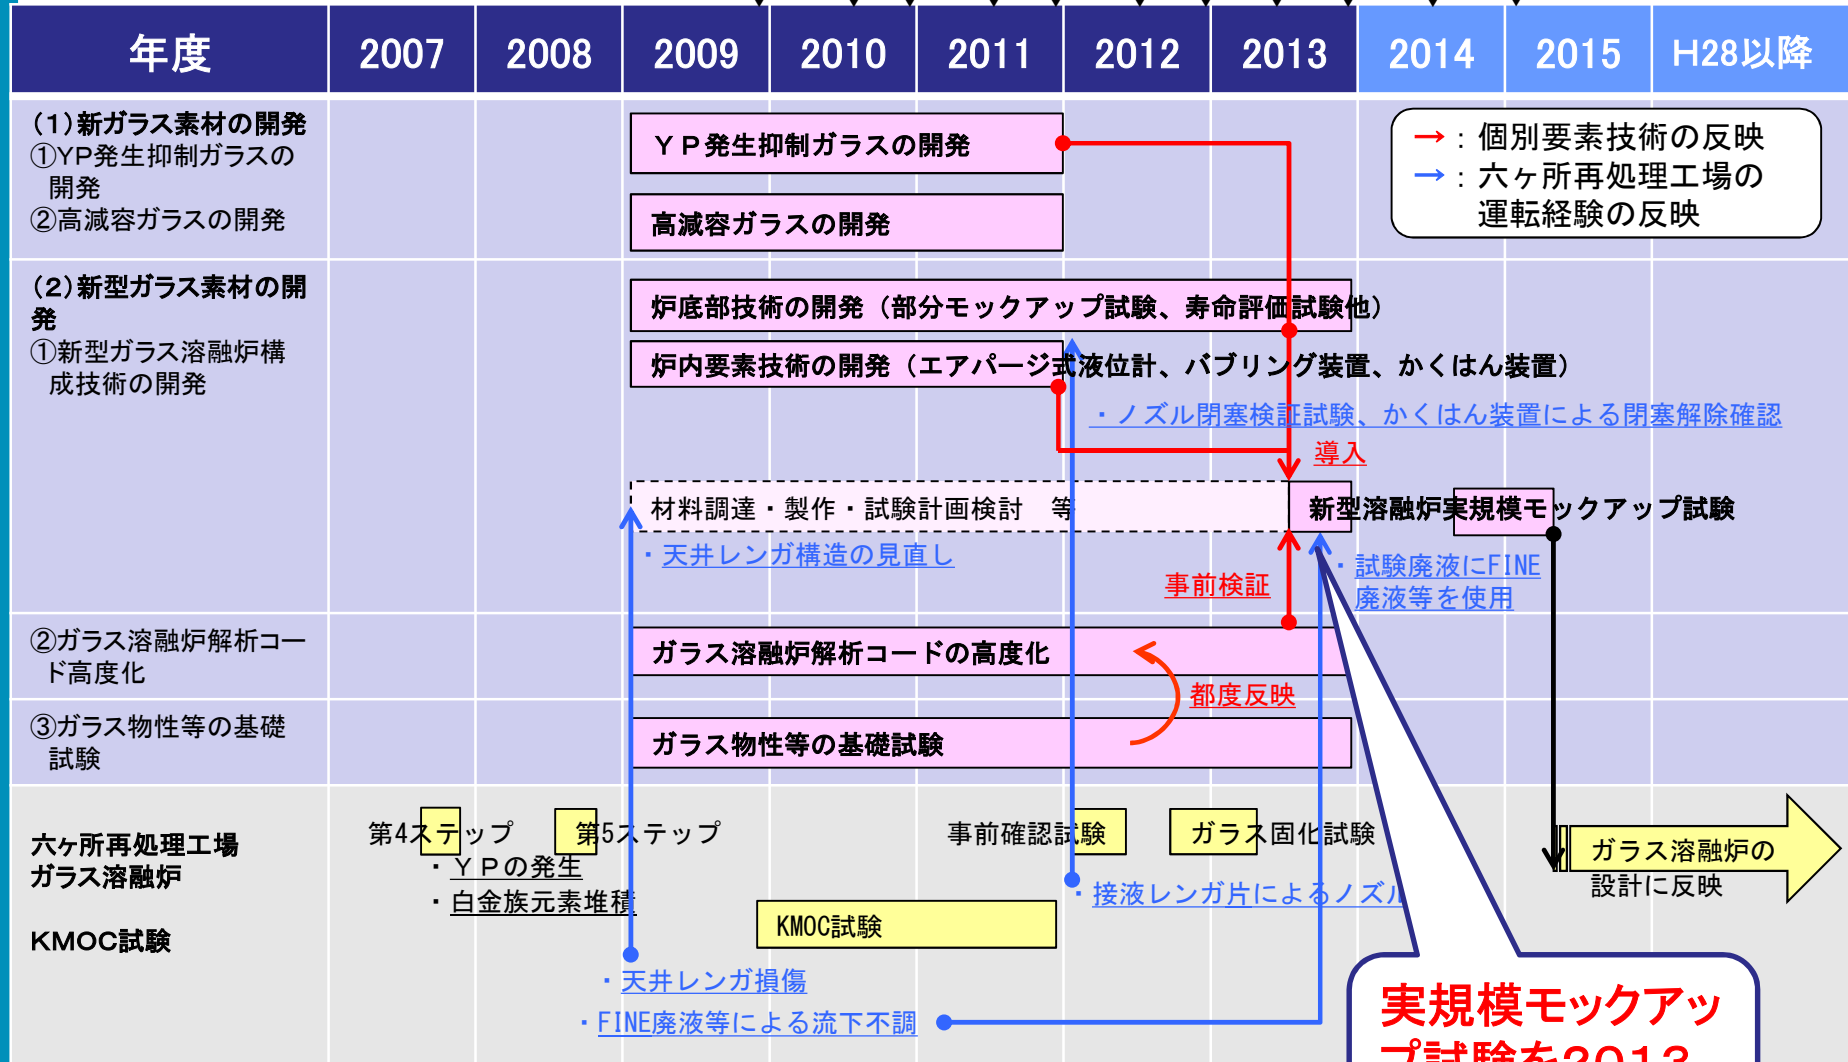 年度
2007
2008
2009
2010
2011
2012
2013
2014
2015
H28以降
(1)新ガラス素材の開発
①YP発生抑制ガラスの
開発
②高減容ガラスの開発
YP発生抑制ガラスの開発
高減容ガラスの開発
→：個別要素技術の反映
→：六ヶ所再処理工場の
運転経験の反映
(2)新型ガラス素材の開
発
①新型ガラス溶融炉構
成技術の開発
炉底部技術の開発（部分モックアップ試験、寿命評価試験他）
炉内要素技術の開発（エアパージ式液位計、バブリング装置、かくはん装置）
・ノズル閉塞検証試験、かくはん装置による閉塞解除確認
導入
材料調達・製作・試験計画検討　等
新型溶融炉実規模モックアップ試験
・天井レンガ構造の見直し
事前検証
・試験廃液にFINE
廃液等を使用
②ガラス溶融炉解析コー
ド高度化
ガラス溶融炉解析コードの高度化
都度反映
③ガラス物性等の基礎
試験
ガラス物性等の基礎試験
六ヶ所再処理工場
ガラス溶融炉
KMOC試験
第4ステップ
第5ステップ
事前確認試験
ガラス固化試験
・YPの発生
・白金族元素堆積
・接液レンガ片によるノズル
ガラス溶融炉の
設計に反映
KMOC試験
・天井レンガ損傷
・FINE廃液等による流下不調
実規模モックアッ
プ試験を2013